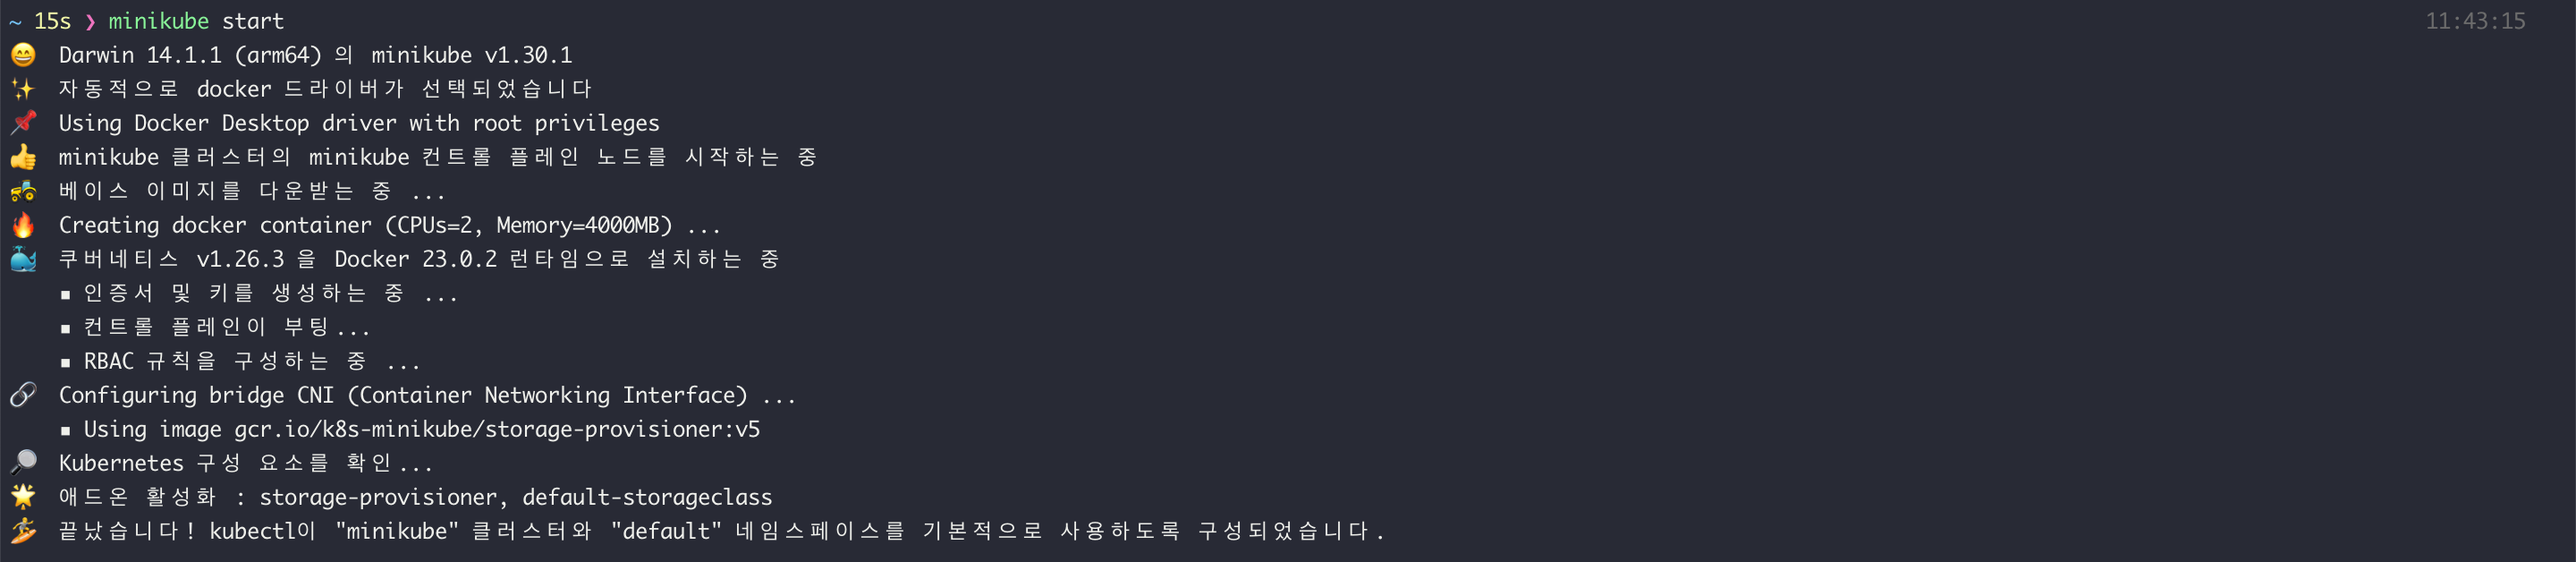 ~ 15s ❯ minikube start 11:43:15
😄 Darwin 14.1.1 (arm64) 의 minikube v1.30.1
✨ 자동적으로 docker 드라이버가 선택되었습니다
📌 Using Docker Desktop driver with root privileges
👍 minikube 클러스터의 minikube 컨트롤 플레인 노드를 시작하는 중
🚜 베이스 이미지를 다운받는 중 ...
🔥 Creating docker container (CPUs=2, Memory=4000MB) ...
🐳 쿠버네티스 v1.26.3 을 Docker 23.0.2 런타임으로 설치하는 중
▪ 인증서 및 키를 생성하는 중 ...
▪ 컨트롤 플레인이 부팅...
▪ RBAC 규칙을 구성하는 중 ...
🔗 Configuring bridge CNI (Container Networking Interface) ...
▪ Using image gcr.io/k8s-minikube/storage-provisioner:v5
🔎 Kubernetes 구성 요소를 확인...
🌟 애드온 활성화 : storage-provisioner, default-storageclass
🏄 끝났습니다! kubectl이 "minikube" 클러스터와 "default" 네임스페이스를 기본적으로 사용하도록 구성되었습니다.